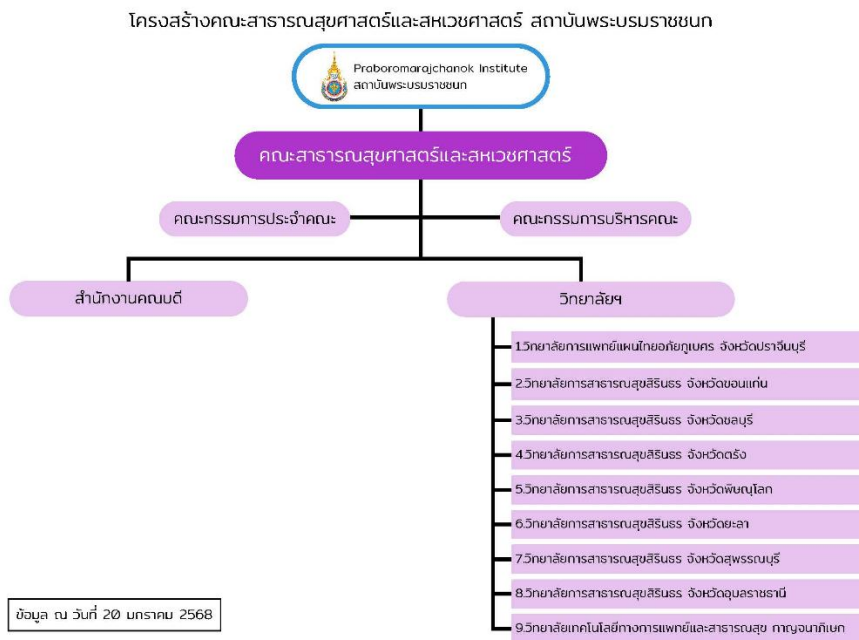 โครงสร้างคณะสาธารณสุขศาสตร์และสหเวชศาสตร์ สถาบันพระบรมราชชนก
Praboromarajchanok Institute
สถาบันพระบรมราชชนก
คณะสาธารณสุขศาสตร์และสหเวชศาสตร์
คณะกรรมการประจำคณะ
คณะกรรมการบริหารคณะ
สำนักงานคณบดี
วิทยาลัยฯ
1.วิทยาลัยการแพทย์แผนไทยอภัยภูเบศร จังหวัดปราจีนบุรี
2.วิทยาลัยการสาธารณสุขสิรินธร จังหวัดขอนแก่น
3.วิทยาลัยการสาธารณสุขสิรินธร จังหวัดชลบุรี
4.วิทยาลัยการสาธารณสุขสิรินธร จังหวัดตรัง
5.วิทยาลัยการสาธารณสุขสิรินธร จังหวัดพิษณุโลก
6.วิทยาลัยการสาธารณสุขสิรินธร จังหวัดยะลา
7.วิทยาลัยการสาธารณสุขสิรินธร จังหวัดสุพรรณบุรี
8.วิทยาลัยการสาธารณสุขสิรินธร จังหวัดอุบลราชธานี
9.วิทยาลัยเทคโนโลยีทางการแพทย์และสาธารณสุข กาญจนาภิเษก
ข้อมูล ณ วันที่ 20 มกราคม 2568